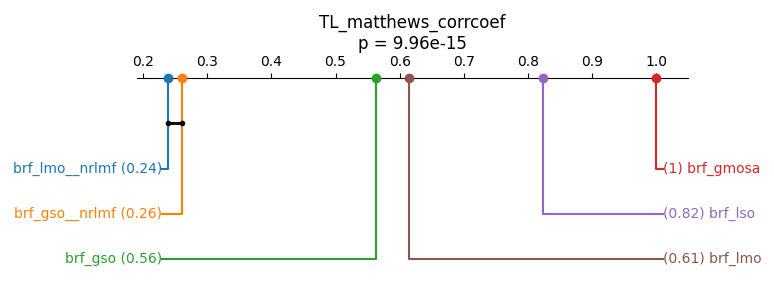 TL_matthews_corrcoef
p = 9.96e-15
0.2 0.3 0.4 0.5 0.6 0.7 0.8 0.9 1.0
brf_lmo__nrlmf (0.24) (1) brf_gmosa
brf_gso__nrlmf (0.26) (0.82) brf_lso
brf_gso (0.56) (0.61) brf_lmo